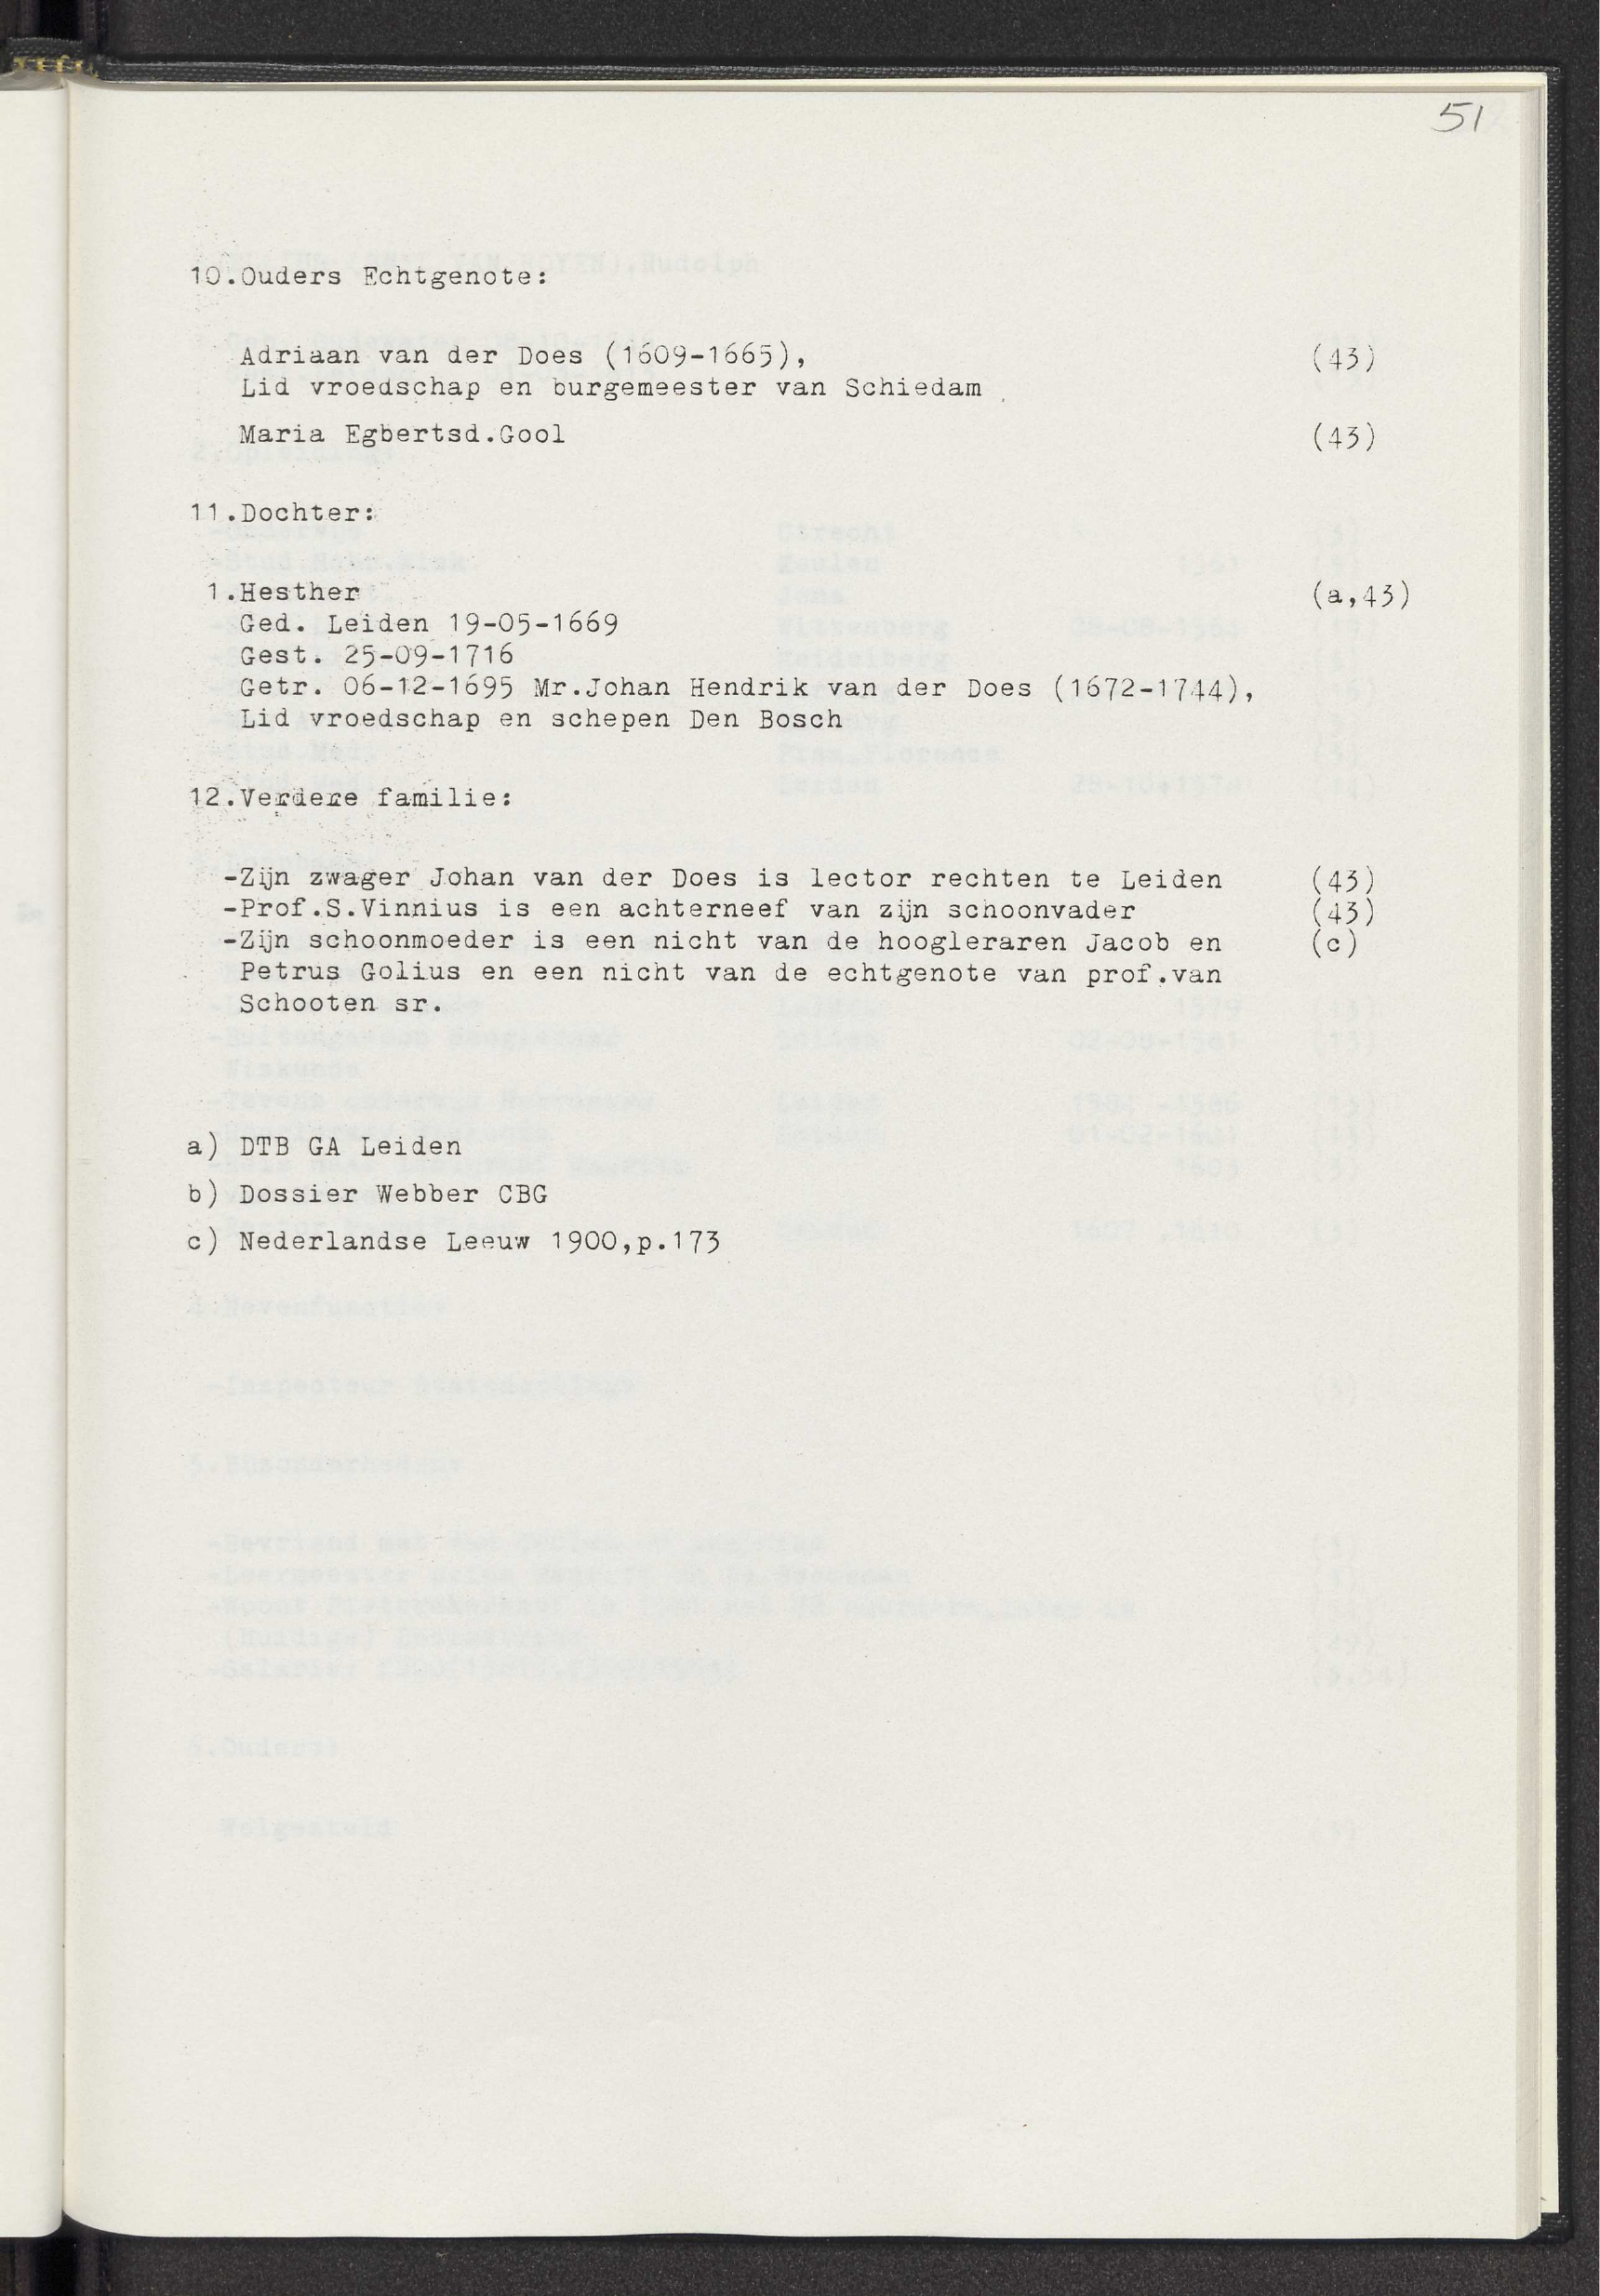 51
10.Ouders Echtgenote:
Adriaan van der Does (1609-1665), (43)
Lid vroedschap en burgemeester van Schiedam
Maria Egbertsd.Gool (43)
11.Dochter:
1.Hesther (a,43)
Ged. Leiden 19-05-1669
Gest. 25-09-1716
Getr. 06-12-1695 Mr.Johan Hendrik van der Does (1672-1744),
Lid vroedschap en schepen Den Bosch
12.Verdere familie:
-Zijn zwager Johan van der Does is lector rechten te Leiden (43)
-Prof.S.Vinnius is een achterneef van zijn schoonvader (43)
-Zijn schoonmoeder is een nicht van de hoogleraren Jacob en (c)
Petrus Golius en een nicht van de echtgenote van prof.van
Schooten sr.
a) DTB GA Leiden
b) Dossier Webber CBG
c) Nederlandse Leeuw 1900,p.173